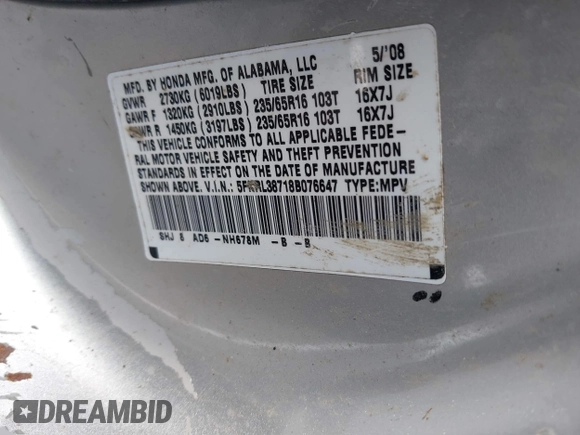 MFD. BY HONDA MFG. OF ALABAMA, LLC 5/'08
GVWR 2730KG (6019LBS) TIRE SIZE RIM SIZE
GAWR F 1320KG (2910LBS) 235/65R16 103T 16X7J
R 1450KG (3197LBS) 235/65R16 103T 16X7J
THIS VEHICLE CONFORMS TO ALL APPLICABLE FEDE-
RAL MOTOR VEHICLE SAFETY AND THEFT PREVENTION
STANDARDS IN EFFECT ON THE DATE OF MANUFACTURE
SHOWN ABOVE. V.I.N.: 5FNRL38718B076647 TYPE:MPV
SHJ 8 AD6 -NH678M -B -B
DREAMBID